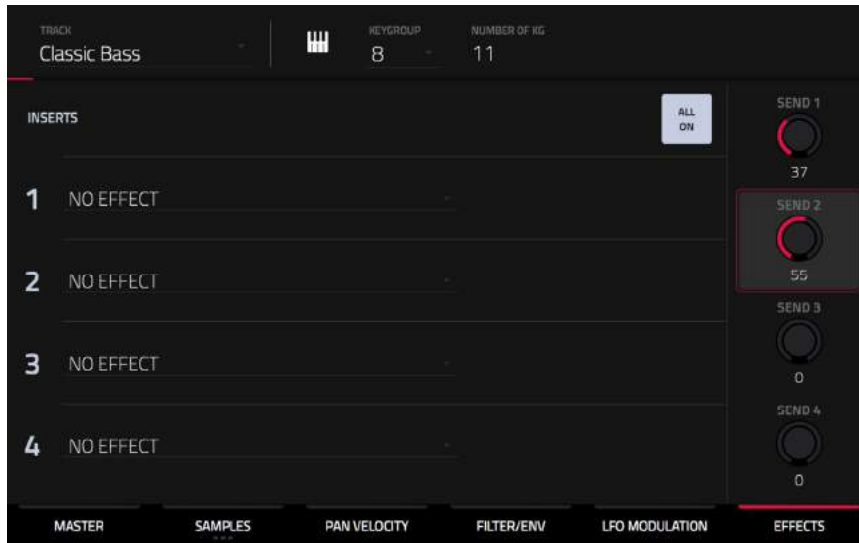 TRACK
Classic Bass
KEYGROUP
8
NUMBER OF KG
11
INSERTS
ALL
ON
1 NO EFFECT
2 NO EFFECT
3 NO EFFECT
4 NO EFFECT
SEND 1
37
SEND 2
55
SEND 3
0
SEND 4
0
MASTER SAMPLES PAN VELOCITY FILTER/ENV LFO MODULATION EFFECTS